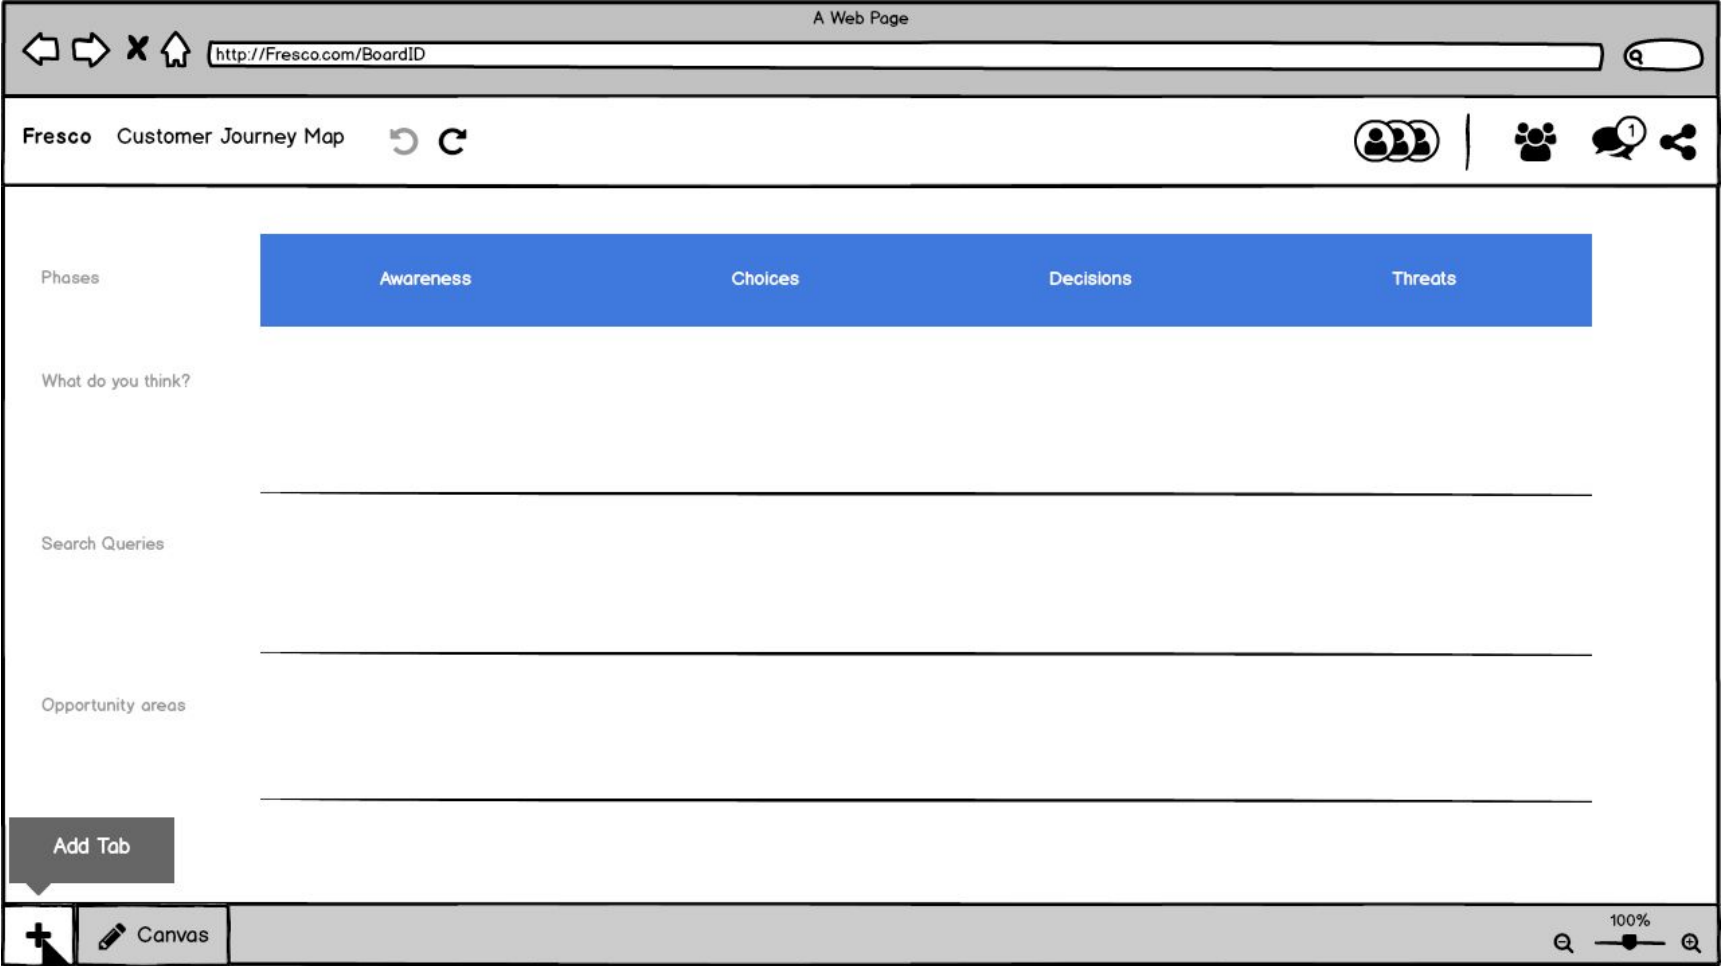 A Web Page
http://Fresco.com/BoardID
Fresco Customer Journey Map
1
Phases Awareness Choices Decisions Threats
What do you think?
Search Queries
Opportunity areas
Add Tab
Canvas
100%